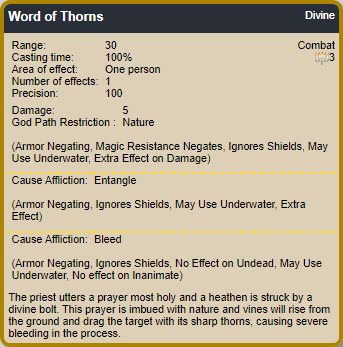 Word of Thorns Divine
Range: 30 Combat
Casting time: 100% 3
Area of effect: One person
Number of effects: 1
Precision: 100
Damage: 5
God Path Restriction : Nature
(Armor Negating, Magic Resistance Negates, Ignores Shields, May
Use Underwater, Extra Effect on Damage)
Cause Affliction: Entangle
(Armor Negating, Ignores Shields, May Use Underwater, Extra
Effect)
Cause Affliction: Bleed
(Armor Negating, Ignores Shields, No Effect on Undead, May Use
Underwater, No effect on Inanimate)
The priest utters a prayer most holy and a heathen is struck by a
divine bolt. This prayer is imbued with nature and vines will rise from
the ground and drag the target with its sharp thorns, causing severe
bleeding in the process.